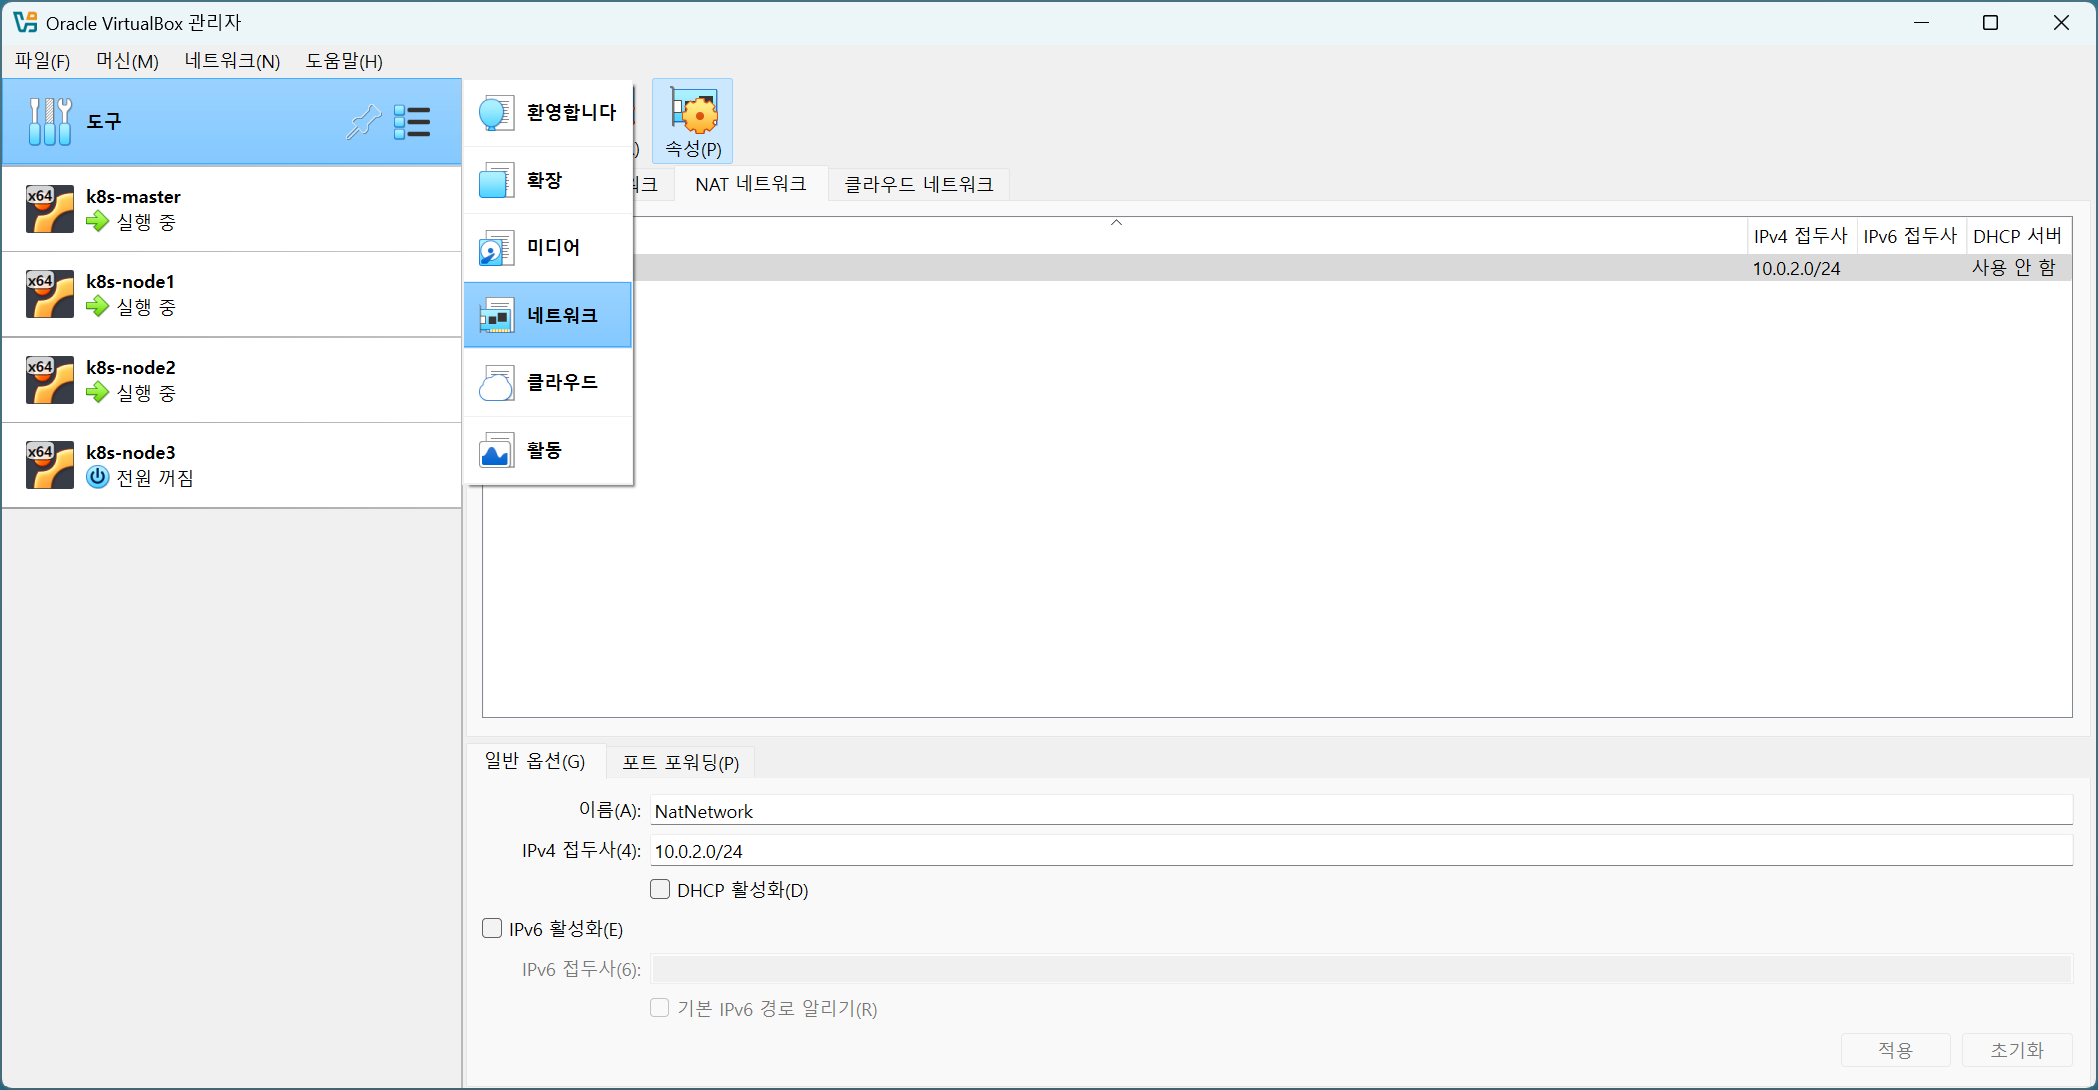 Oracle VirtualBox 관리자
파일(F) 머신(M) 네트워크(N) 도움말(H)
도구
k8s-master
실행 중
k8s-node1
실행 중
k8s-node2
실행 중
k8s-node3
전원 꺼짐
환영합니다
확장
미디어
네트워크
클라우드
활동
속성(P)
NAT 네트워크 클라우드 네트워크
IPv4 접두사 IPv6 접두사 DHCP 서버
10.0.2.0/24 사용 안 함
일반 옵션(G) 포트 포워딩(P)
이름(A): NatNetwork
IPv4 접두사(4): 10.0.2.0/24
DHCP 활성화(D)
IPv6 활성화(E)
IPv6 접두사(6):
기본 IPv6 경로 알리기(R)
적용 초기화
x64
x64
x64
x64